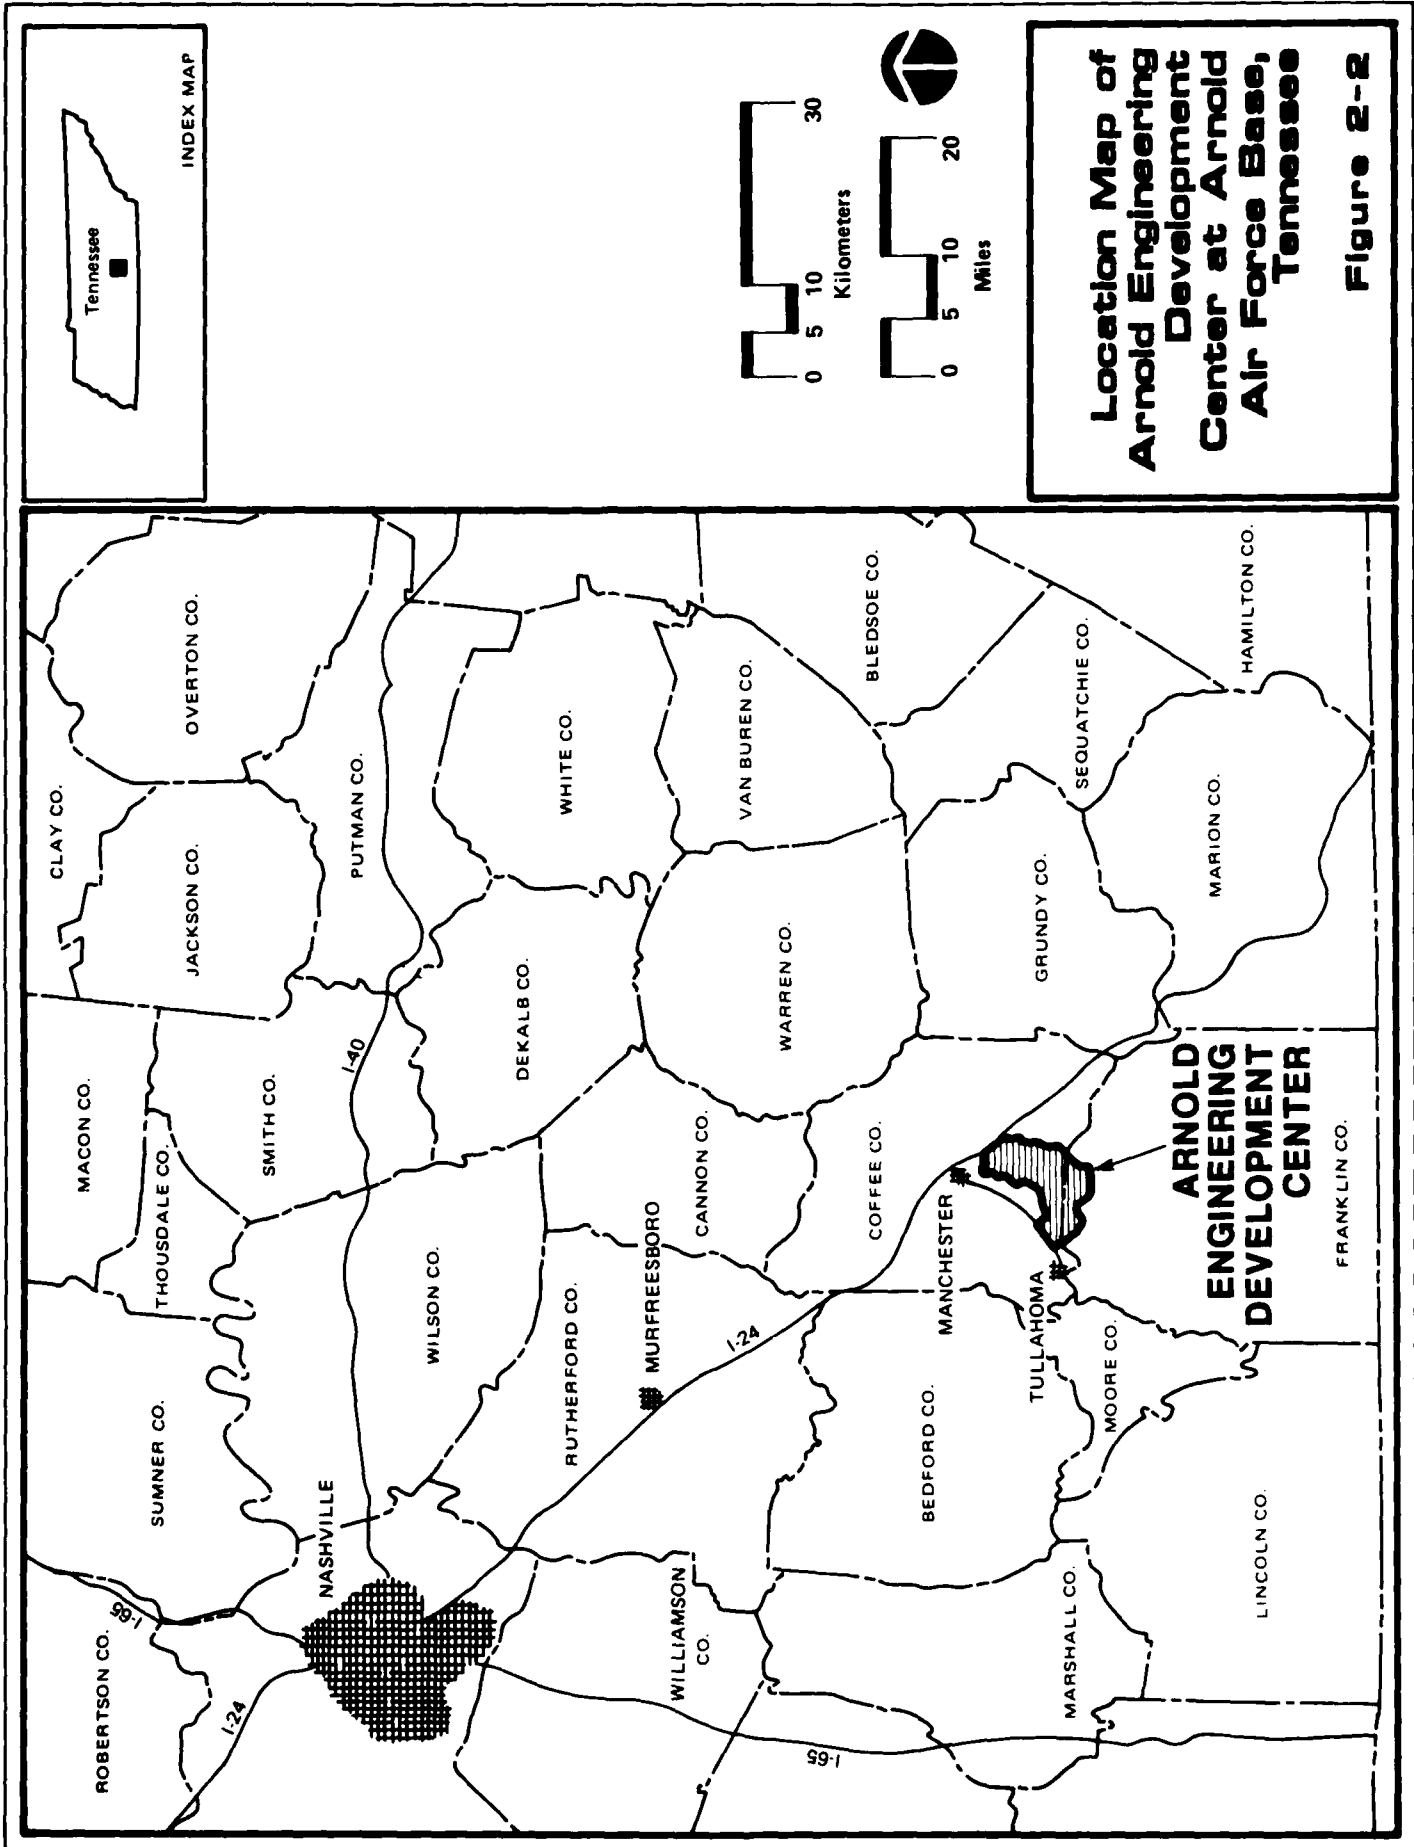 INDEX MAP
Tennessee
0 5 10 30
Kilometers
0 5 10 20
Miles
Location Map of
Arnold Engineering
Development
Center at Arnold
Air Force Base,
Tennessee
Figure 2-2
ROBERTSON CO.
SUMNER CO.
MACON CO.
CLAY CO.
THOUSDALE CO.
JACKSON CO.
OVERTON CO.
SMITH CO.
PUTMAN CO.
I-65
I-24
I-40
NASHVILLE
WILSON CO.
DEKALB CO.
WHITE CO.
RUTHERFORD CO.
MURFREESBORO
CANNON CO.
WILLIAMSON
CO.
I-24
WARREN CO.
VAN BUREN CO.
I-65
COFFEE CO.
BLEDSOE CO.
BEDFORD CO.
MANCHESTER
TULLAHOMA
GRUNDY CO.
SEQUATCHIE CO.
MARSHALL CO.
MOORE CO.
MARION CO.
HAMILTON CO.
ARNOLD
ENGINEERING
DEVELOPMENT
CENTER
LINCOLN CO.
FRANKLIN CO.